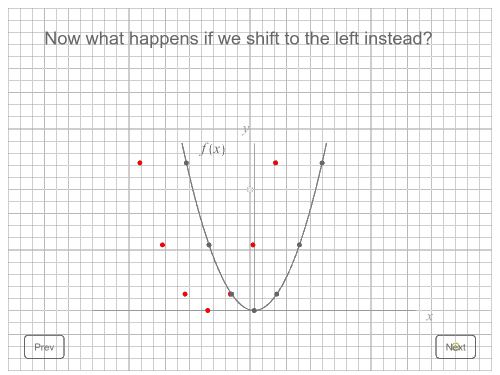 Now what happens if we shift to the left instead?
y
f(x)
x
Prev
Next